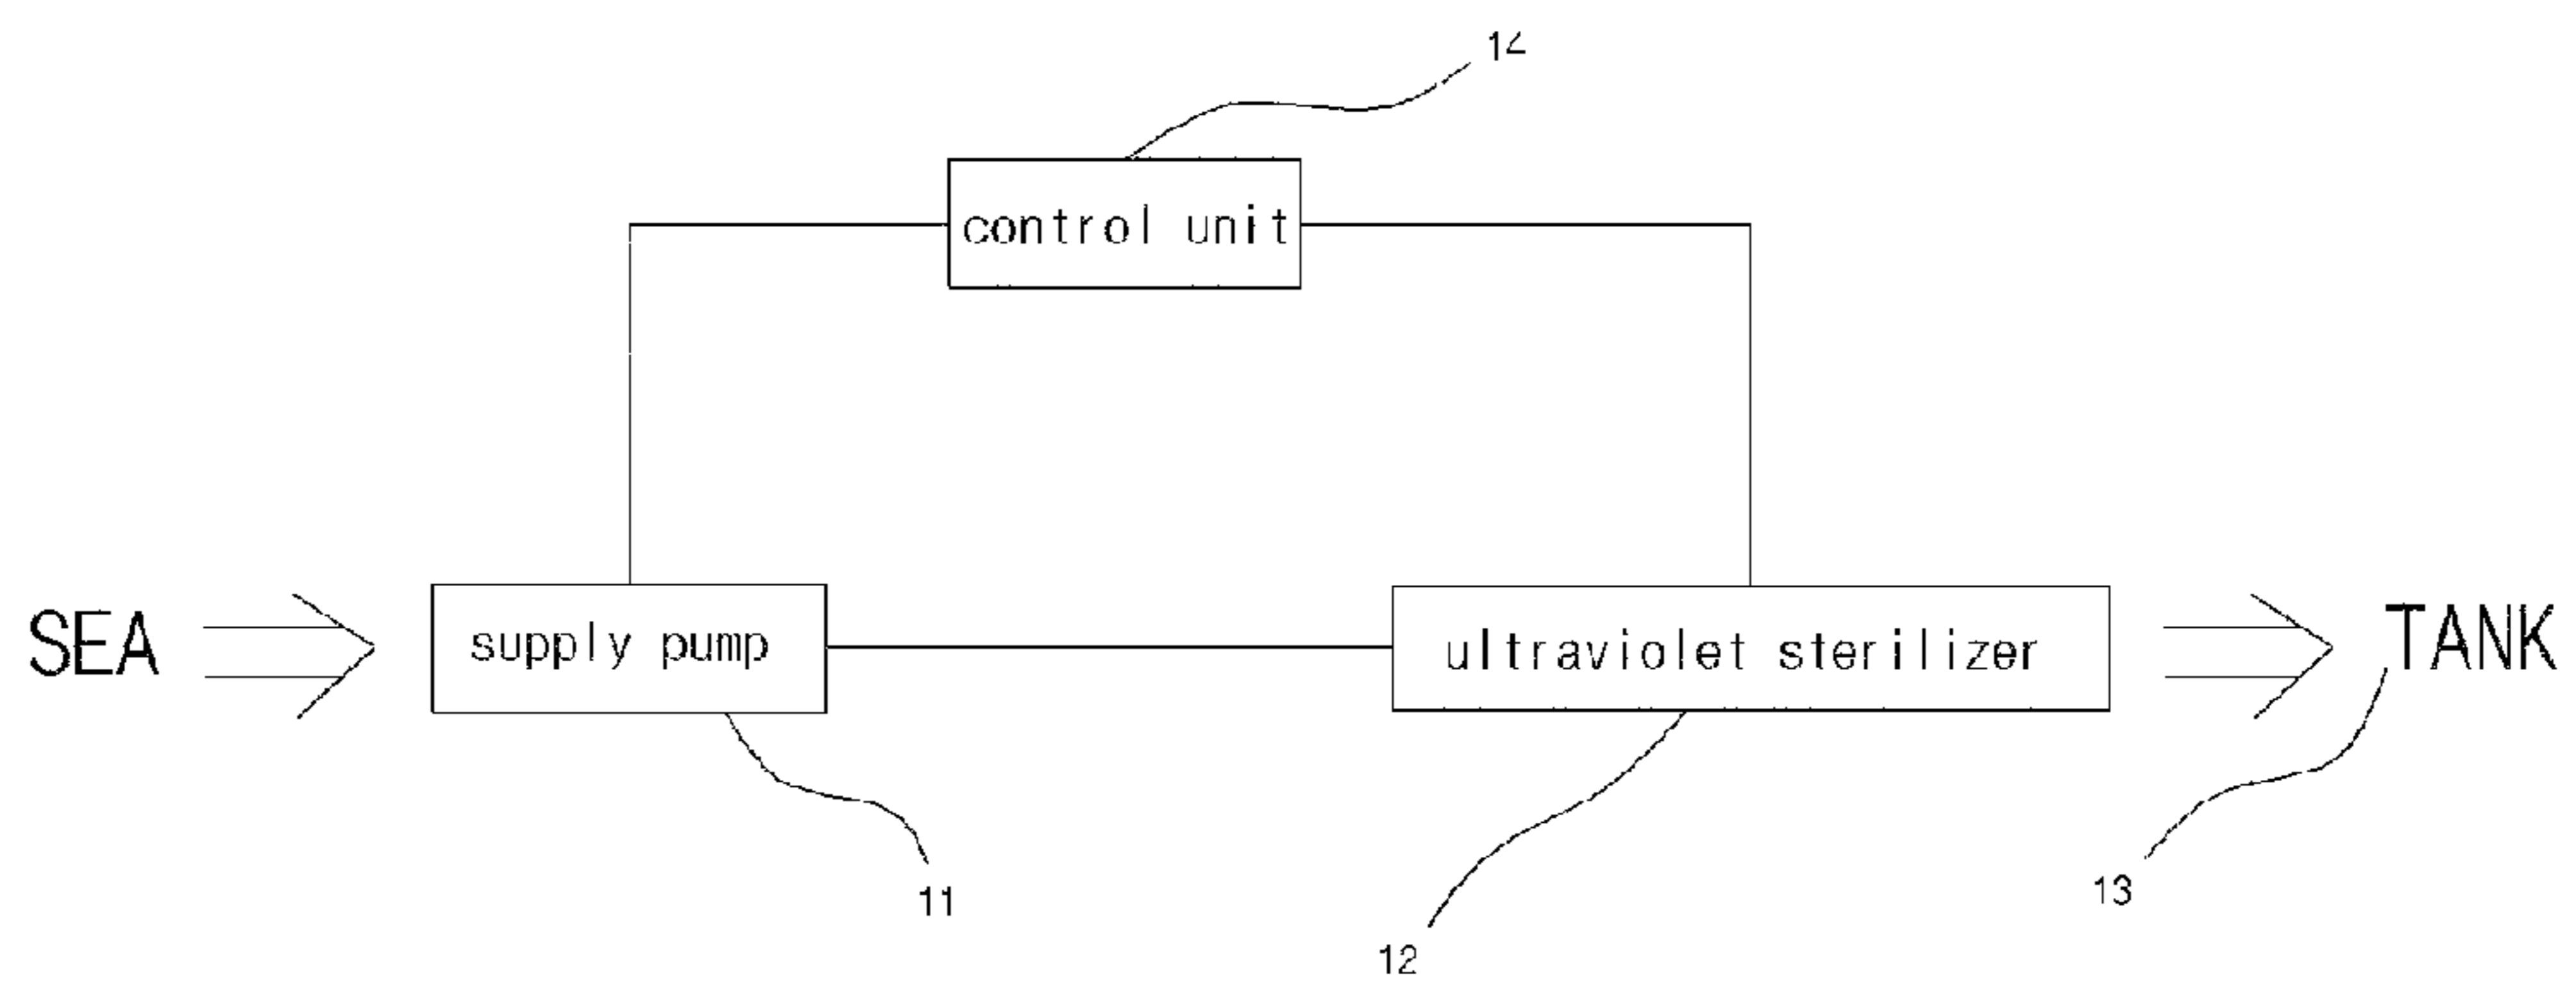 14
control unit
SEA
supply pump
ultraviolet sterilizer
TANK
11
12
13